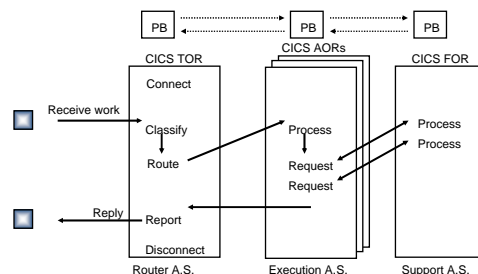 PB
PB
PB
CICS TOR
CICS AORs
CICS FOR
Connect
Receive work
Classify
Process
Process
Process
Route
Request
Request
Reply
Report
Disconnect
Router A.S.
Execution A.S.
Support A.S.